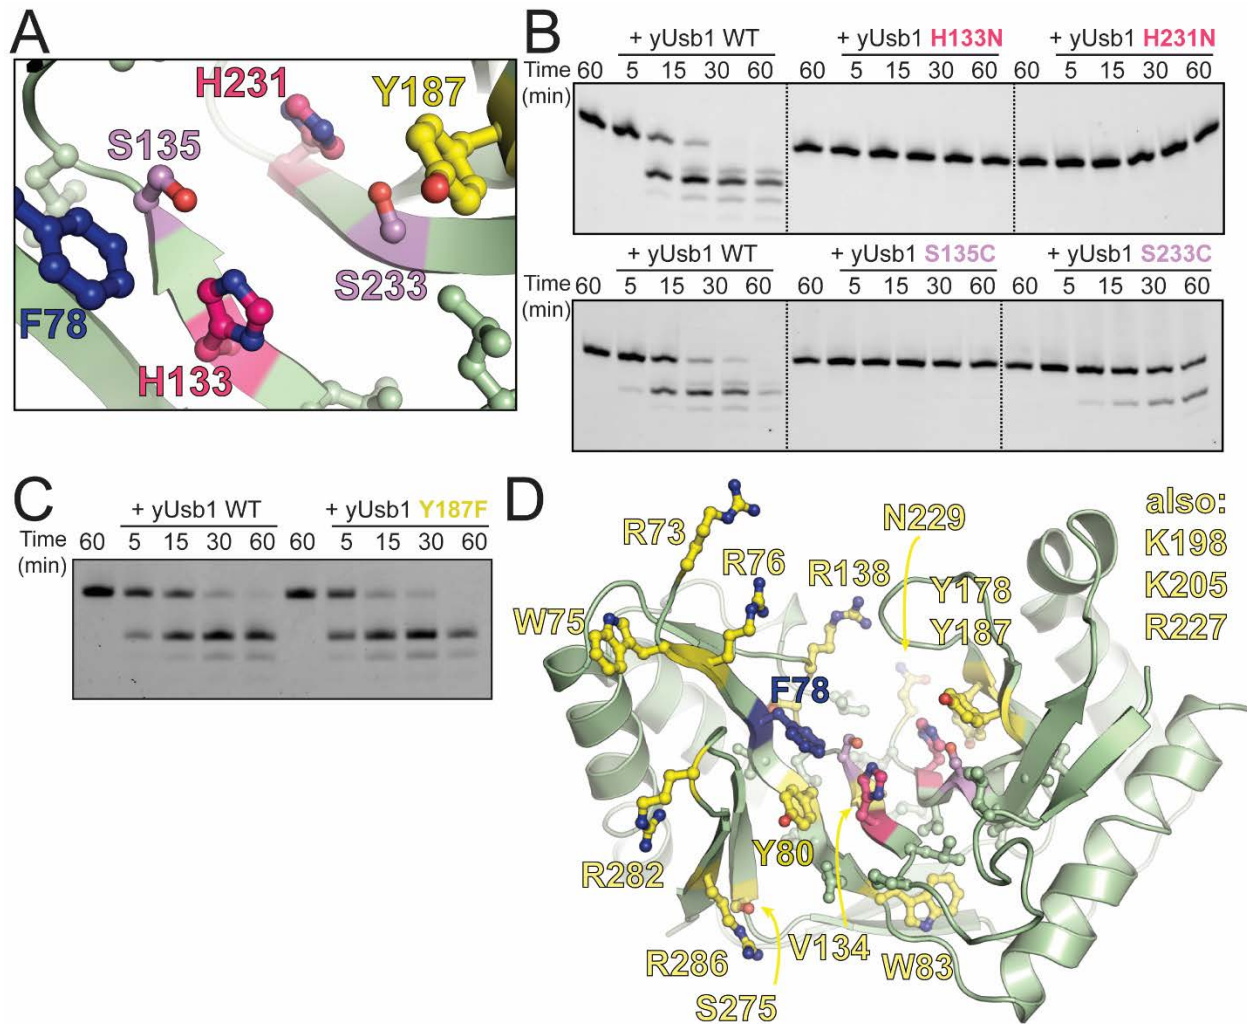 A
H231
Y187
S135
S233
F78
H133
B
+ yUsb1 WT + yUsb1 H133N + yUsb1 H231N
Time 60 5 15 30 60 60 5 15 30 60 60 5 15 30 60
(min)
+ yUsb1 WT + yUsb1 S135C + yUsb1 S233C
Time 60 5 15 30 60 60 5 15 30 60 60 5 15 30 60
(min)
C
+ yUsb1 WT + yUsb1 Y187F
Time 60 5 15 30 60 60 5 15 30 60
(min)
D
R73
R76
R138
N229
also:
K198
K205
R227
Y178
Y187
W75
F78
Y80
R282
R286
S275
V134
W83